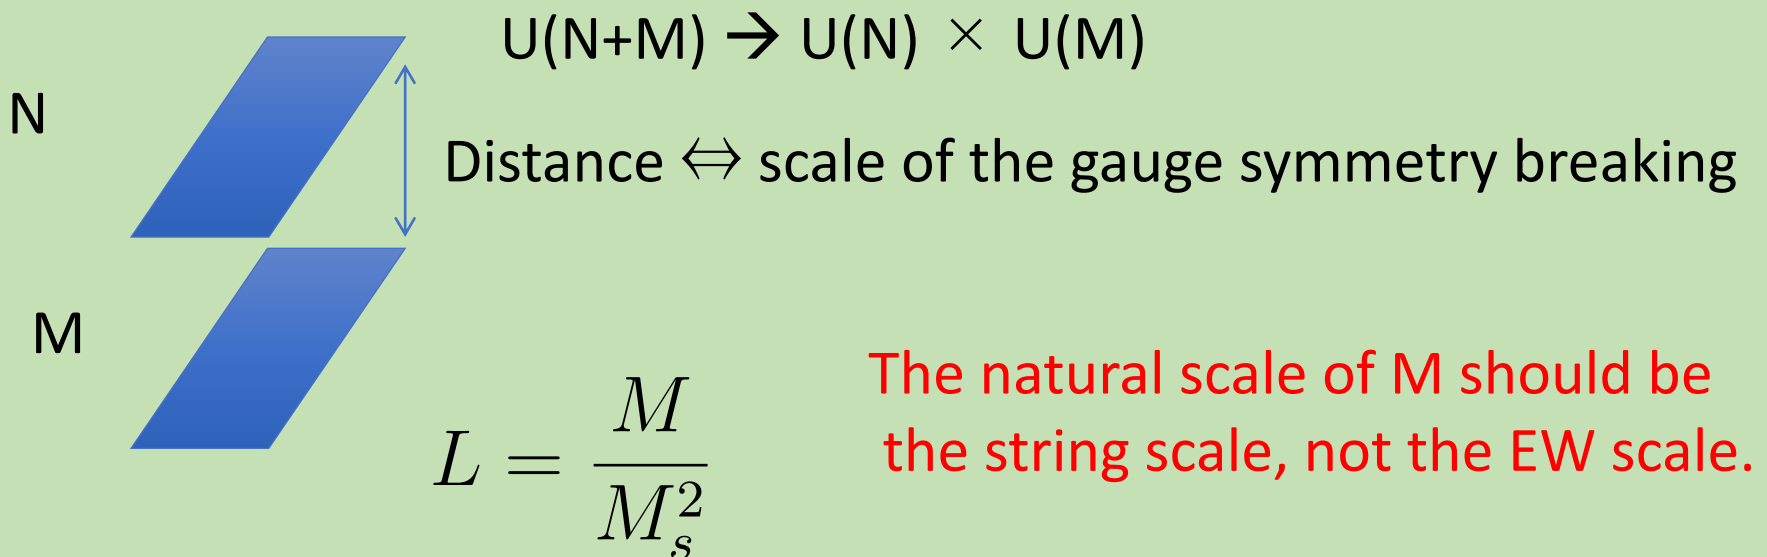 U(N+M) → U(N) × U(M)
N
Distance ⇔ scale of the gauge symmetry breaking
M
The natural scale of M should be
the string scale, not the EW scale.
L = \frac{M}{M_s^2}